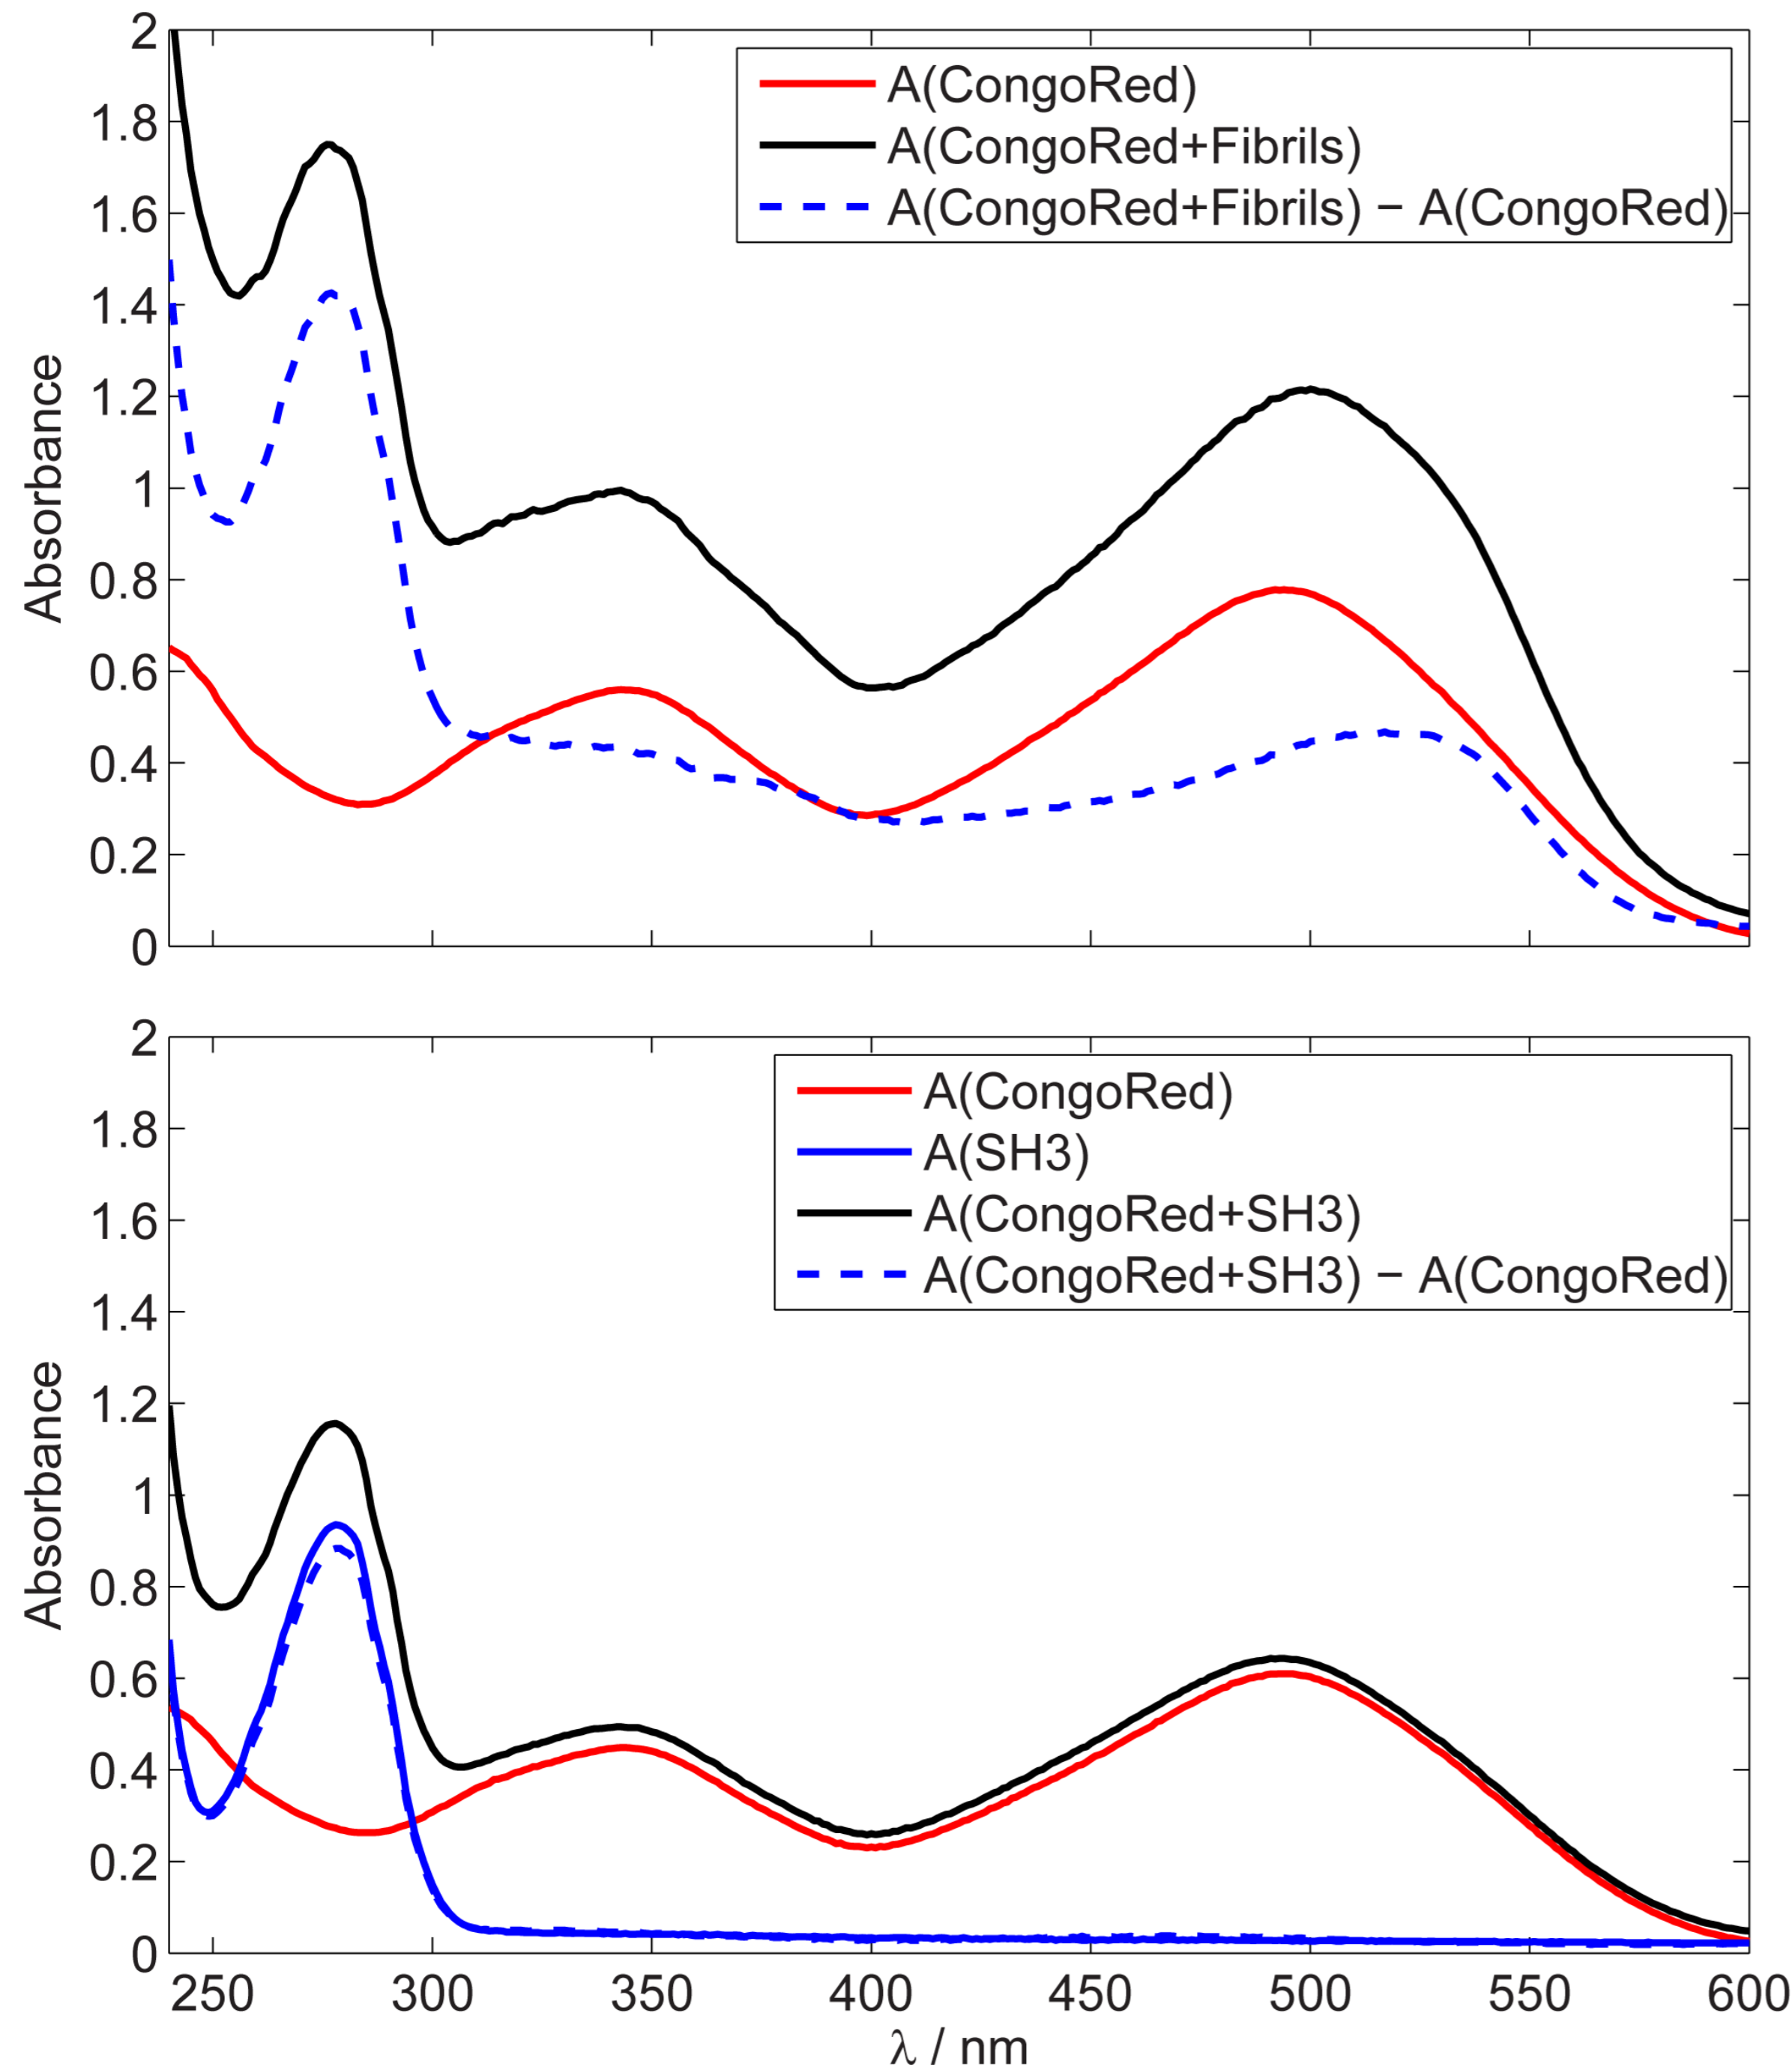 2
1.8
1.6
1.4
1.2
1
0.8
0.6
0.4
0.2
0
Absorbance
A(CongoRed)
A(CongoRed+Fibrils)
A(CongoRed+Fibrils) − A(CongoRed)
2
1.8
1.6
1.4
1.2
1
0.8
0.6
0.4
0.2
0
Absorbance
A(CongoRed)
A(SH3)
A(CongoRed+SH3)
A(CongoRed+SH3) − A(CongoRed)
250 300 350 400 450 500 550 600
λ / nm